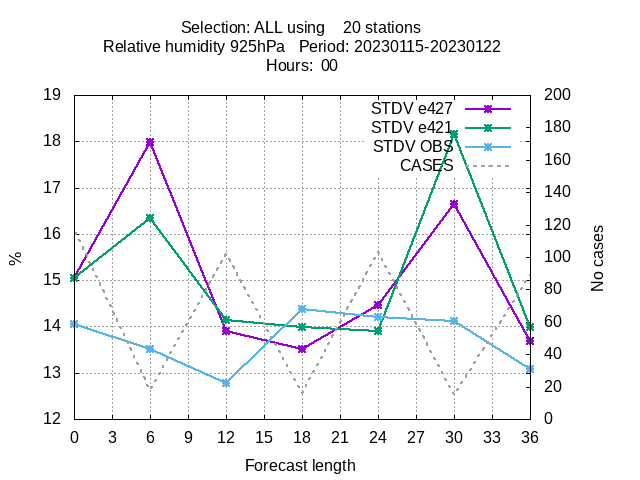 Selection: ALL using    20 stations
Relative humidity 925hPa   Period: 20230115-20230122
Hours:  00
19
18
17
16
15
14
13
12
%
200
180
160
140
120
100
80
60
40
20
0
No cases
STDV e427
STDV e421
STDV OBS
CASES
0 3 6 9 12 15 18 21 24 27 30 33 36
Forecast length